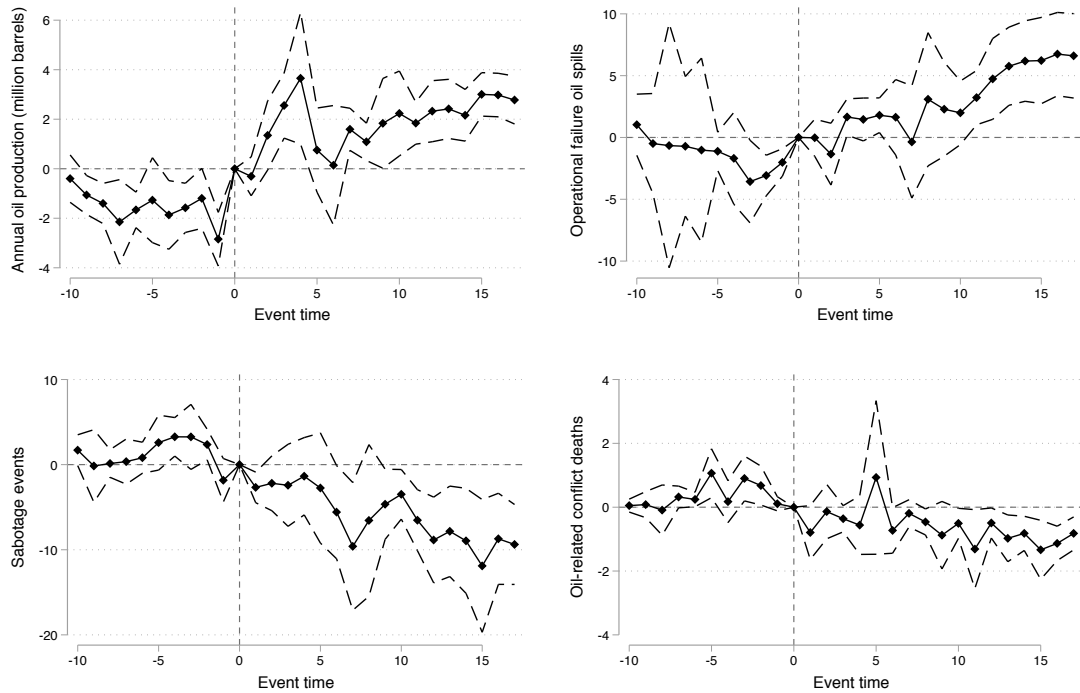 Annual oil production (million barrels)
6
4
2
0
-2
-4
-10 -5 0 5 10 15
Event time
Operational failure oil spills
10
5
0
-5
-10
-10 -5 0 5 10 15
Event time
Sabotage events
10
0
-10
-20
-10 -5 0 5 10 15
Event time
Oil-related conflict deaths
4
2
0
-2
-4
-10 -5 0 5 10 15
Event time